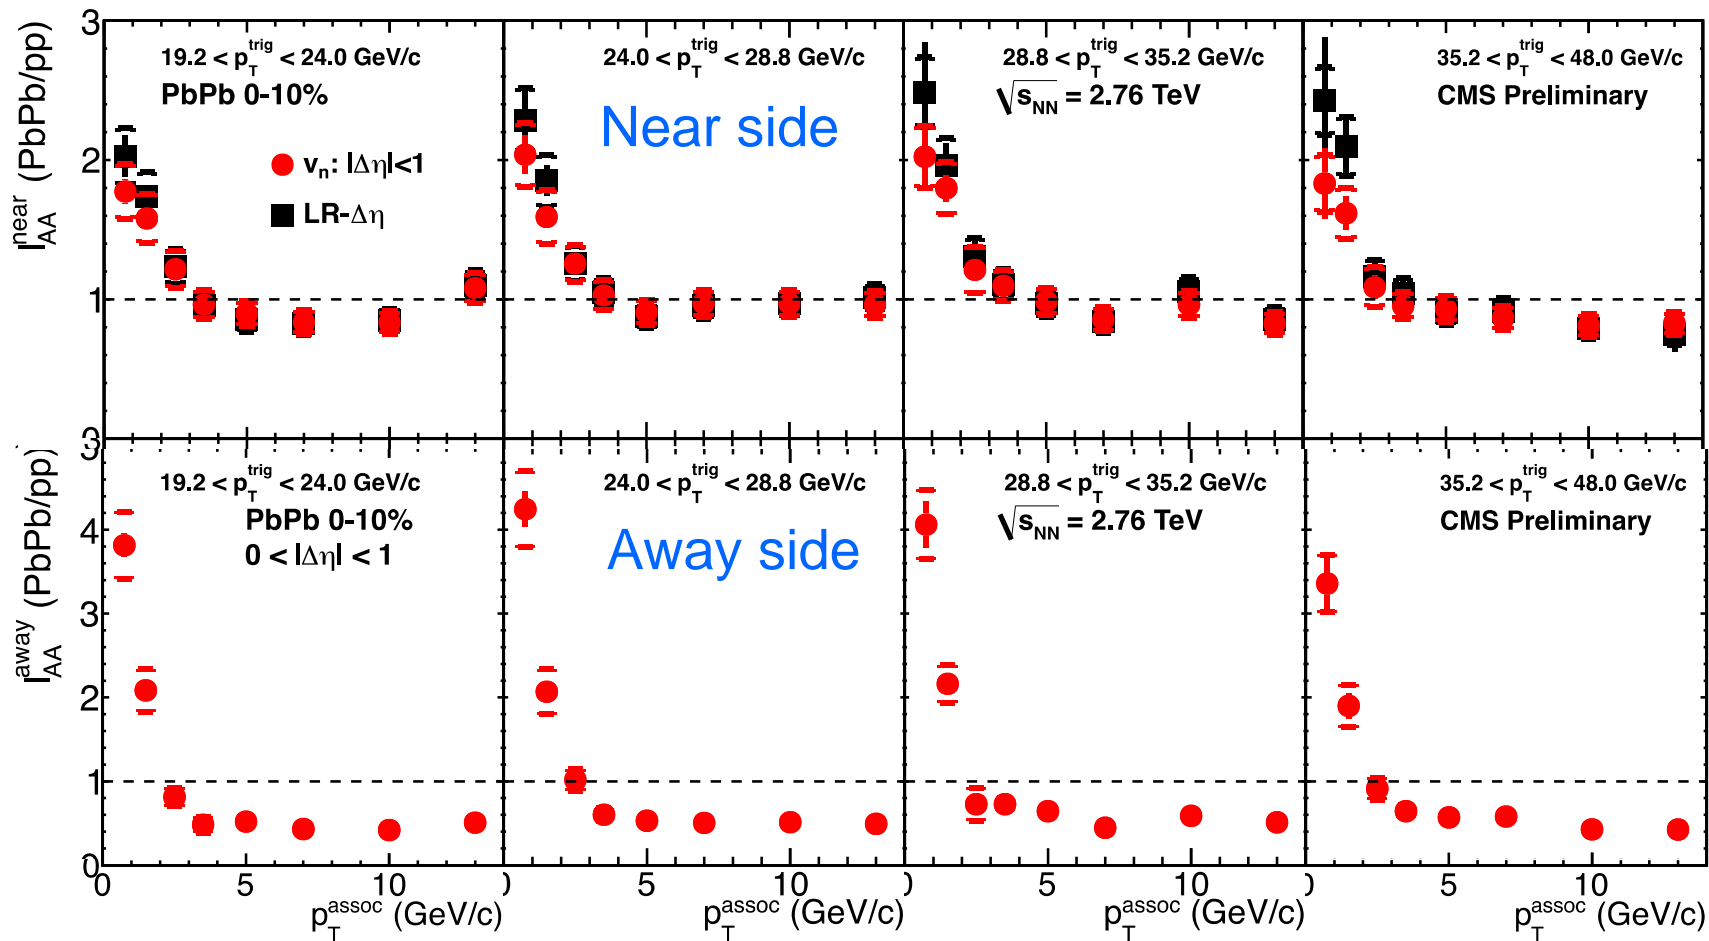 I_AA^near (PbPb/pp)
3
2
1
0
19.2 < p_T^trig < 24.0 GeV/c
PbPb 0-10%
v_n: |Δη|<1
LR-Δη
24.0 < p_T^trig < 28.8 GeV/c
Near side
28.8 < p_T^trig < 35.2 GeV/c
√s_NN = 2.76 TeV
35.2 < p_T^trig < 48.0 GeV/c
CMS Preliminary
I_AA^away (PbPb/pp)
5
4
3
2
1
0
19.2 < p_T^trig < 24.0 GeV/c
PbPb 0-10%
0 < |Δη| < 1
24.0 < p_T^trig < 28.8 GeV/c
Away side
28.8 < p_T^trig < 35.2 GeV/c
√s_NN = 2.76 TeV
35.2 < p_T^trig < 48.0 GeV/c
CMS Preliminary
0 5 10 0 5 10 0 5 10 0 5 10
p_T^assoc (GeV/c) p_T^assoc (GeV/c) p_T^assoc (GeV/c) p_T^assoc (GeV/c)